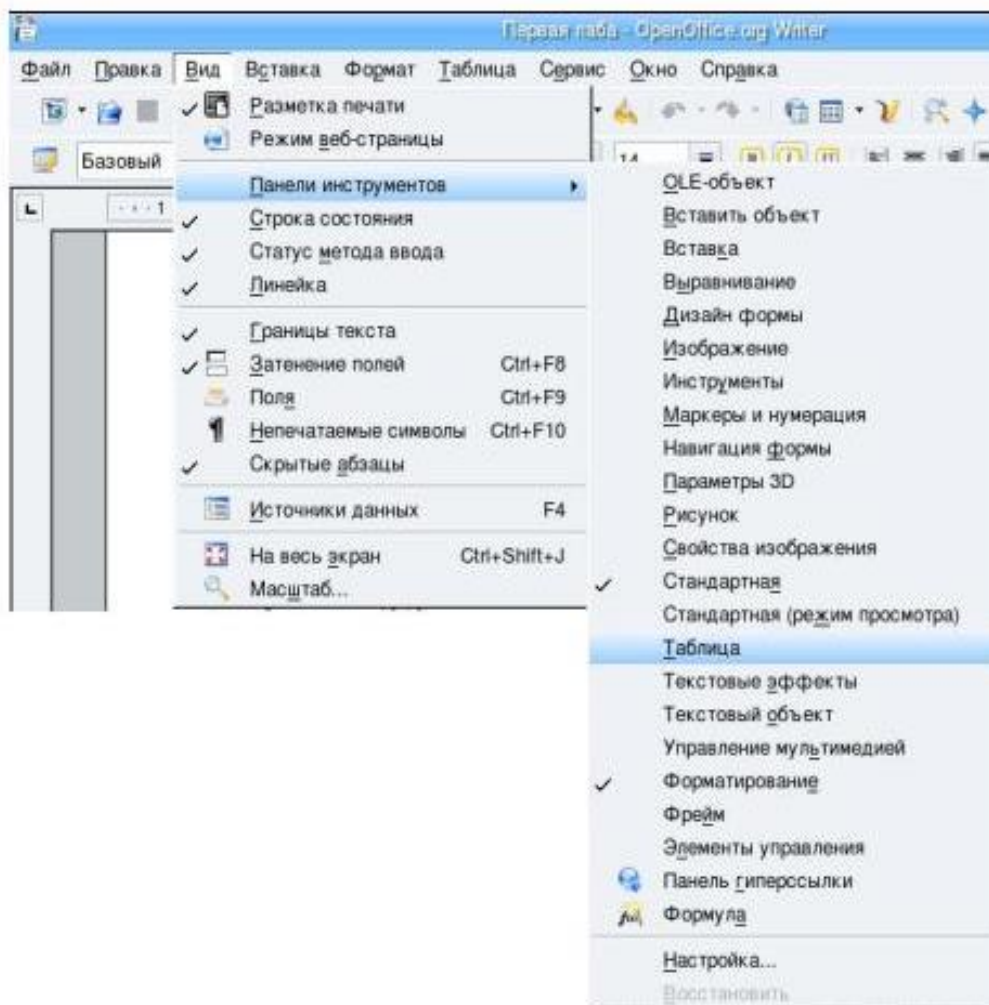 Первая лаба - OpenOffice.org Writer
Файл Правка Вид Вставка Формат Таблица Сервис Окно Справка
Базовый
14
1
Разметка печати
Режим веб-страницы
Панели инструментов
Строка состояния
Статус метода ввода
Линейка
Границы текста
Затенение полей Ctrl+F8
Поля Ctrl+F9
Непечатаемые символы Ctrl+F10
Скрытые абзацы
Источники данных F4
На весь экран Ctrl+Shift+J
Масштаб...
OLE-объект
Вставить объект
Вставка
Выравнивание
Дизайн формы
Изображение
Инструменты
Маркеры и нумерация
Навигация формы
Параметры 3D
Рисунок
Свойства изображения
Стандартная
Стандартная (режим просмотра)
Таблица
Текстовые эффекты
Текстовый объект
Управление мультимедией
Форматирование
Фрейм
Элементы управления
Панель гиперссылки
Формула
Настройка...
Восстановить